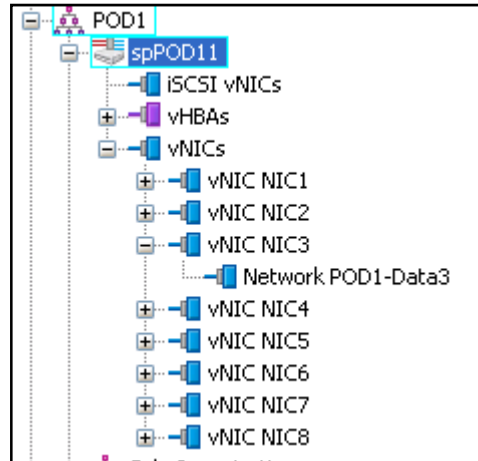 POD1
spPOD11
iSCSI vNICs
vHBAs
vNICs
vNIC NIC1
vNIC NIC2
vNIC NIC3
Network POD1-Data3
vNIC NIC4
vNIC NIC5
vNIC NIC6
vNIC NIC7
vNIC NIC8